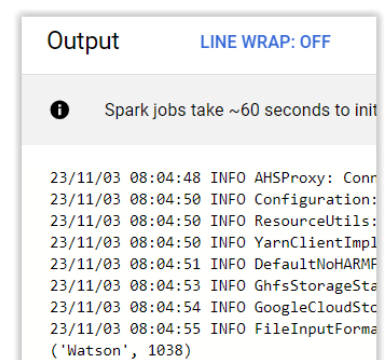 Output LINE WRAP: OFF
Spark jobs take ~60 seconds to init
23/11/03 08:04:48 INFO AHSProxy: Conn
23/11/03 08:04:50 INFO Configuration:
23/11/03 08:04:50 INFO ResourceUtils:
23/11/03 08:04:50 INFO YarnClientImpl
23/11/03 08:04:51 INFO DefaultNoHARMF
23/11/03 08:04:53 INFO GhfsStorageSta
23/11/03 08:04:54 INFO GoogleCloudSto
23/11/03 08:04:55 INFO FileInputForma
('Watson', 1038)